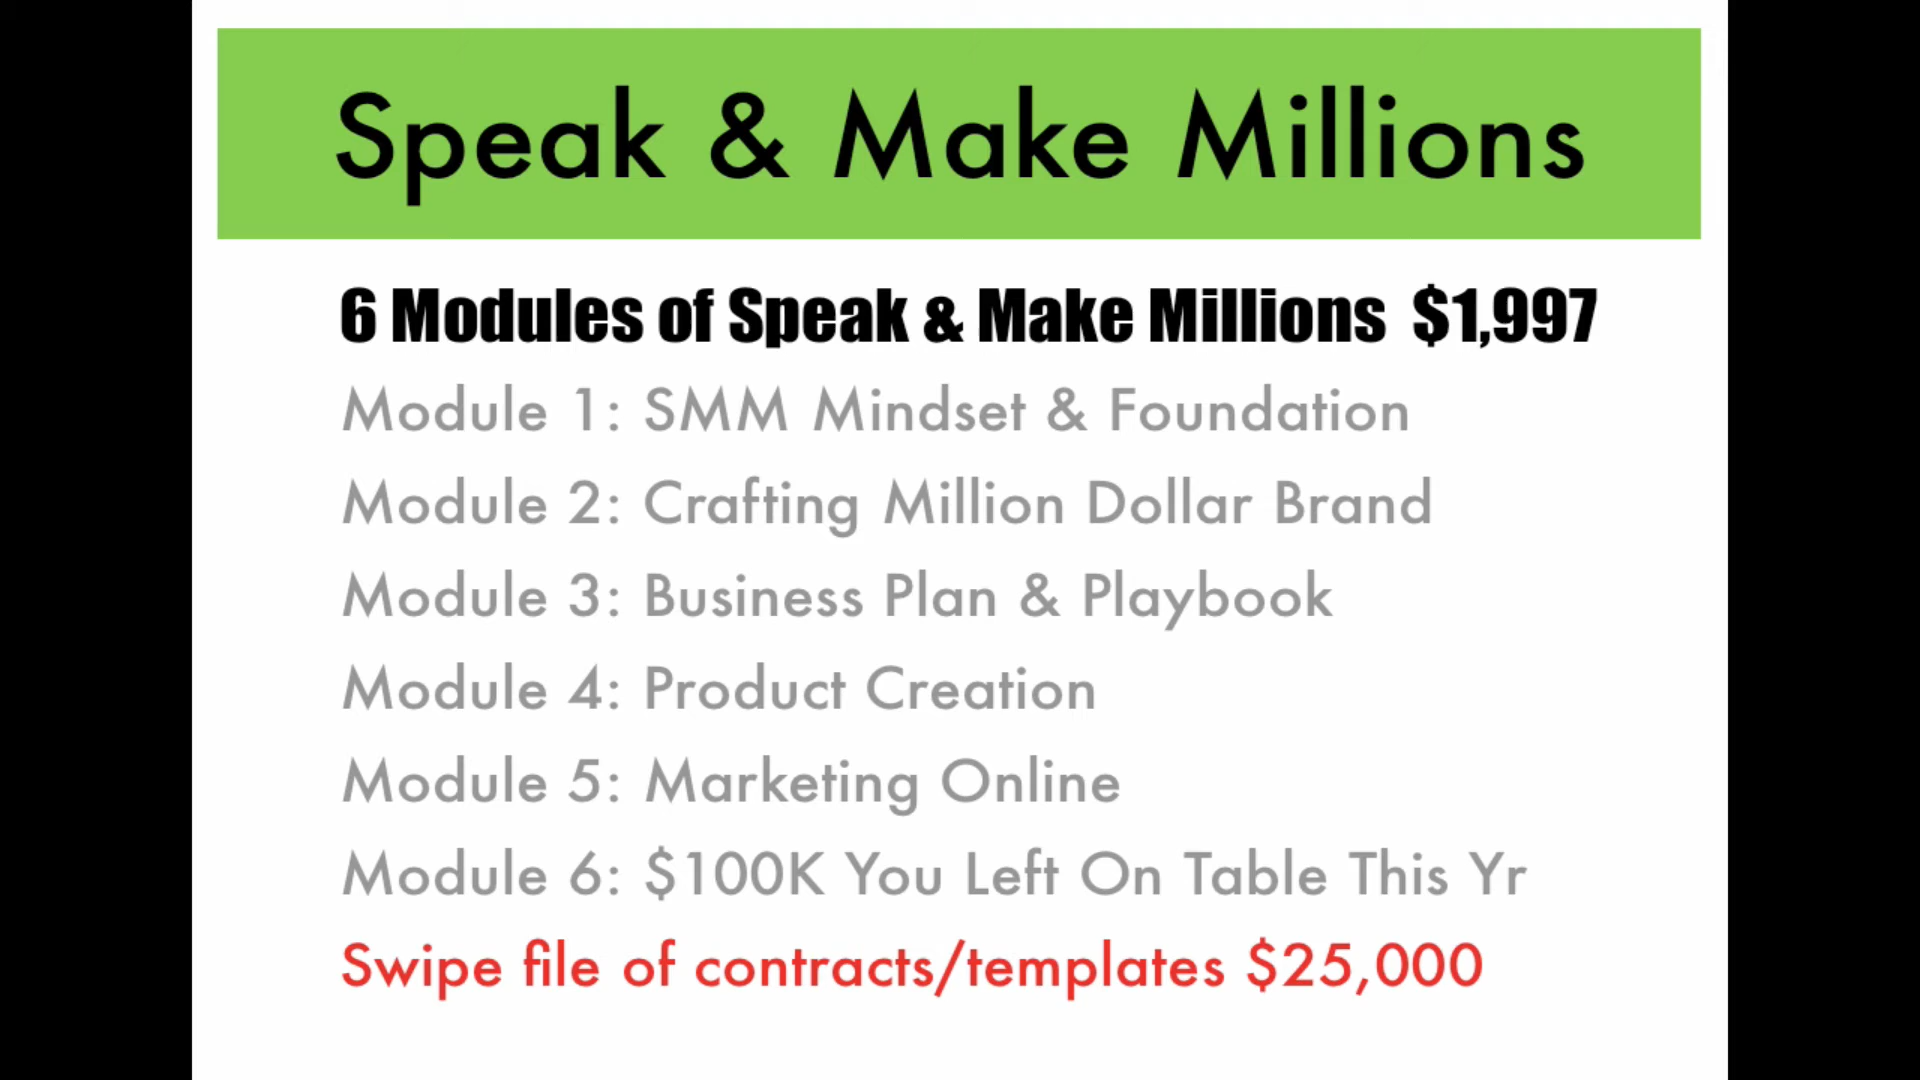 Speak & Make Millions
6 Modules of Speak & Make Millions $1,997
Module 1: SMM Mindset & Foundation
Module 2: Crafting Million Dollar Brand
Module 3: Business Plan & Playbook
Module 4: Product Creation
Module 5: Marketing Online
Module 6: $100K You Left On Table This Yr
Swipe file of contracts/templates $25,000